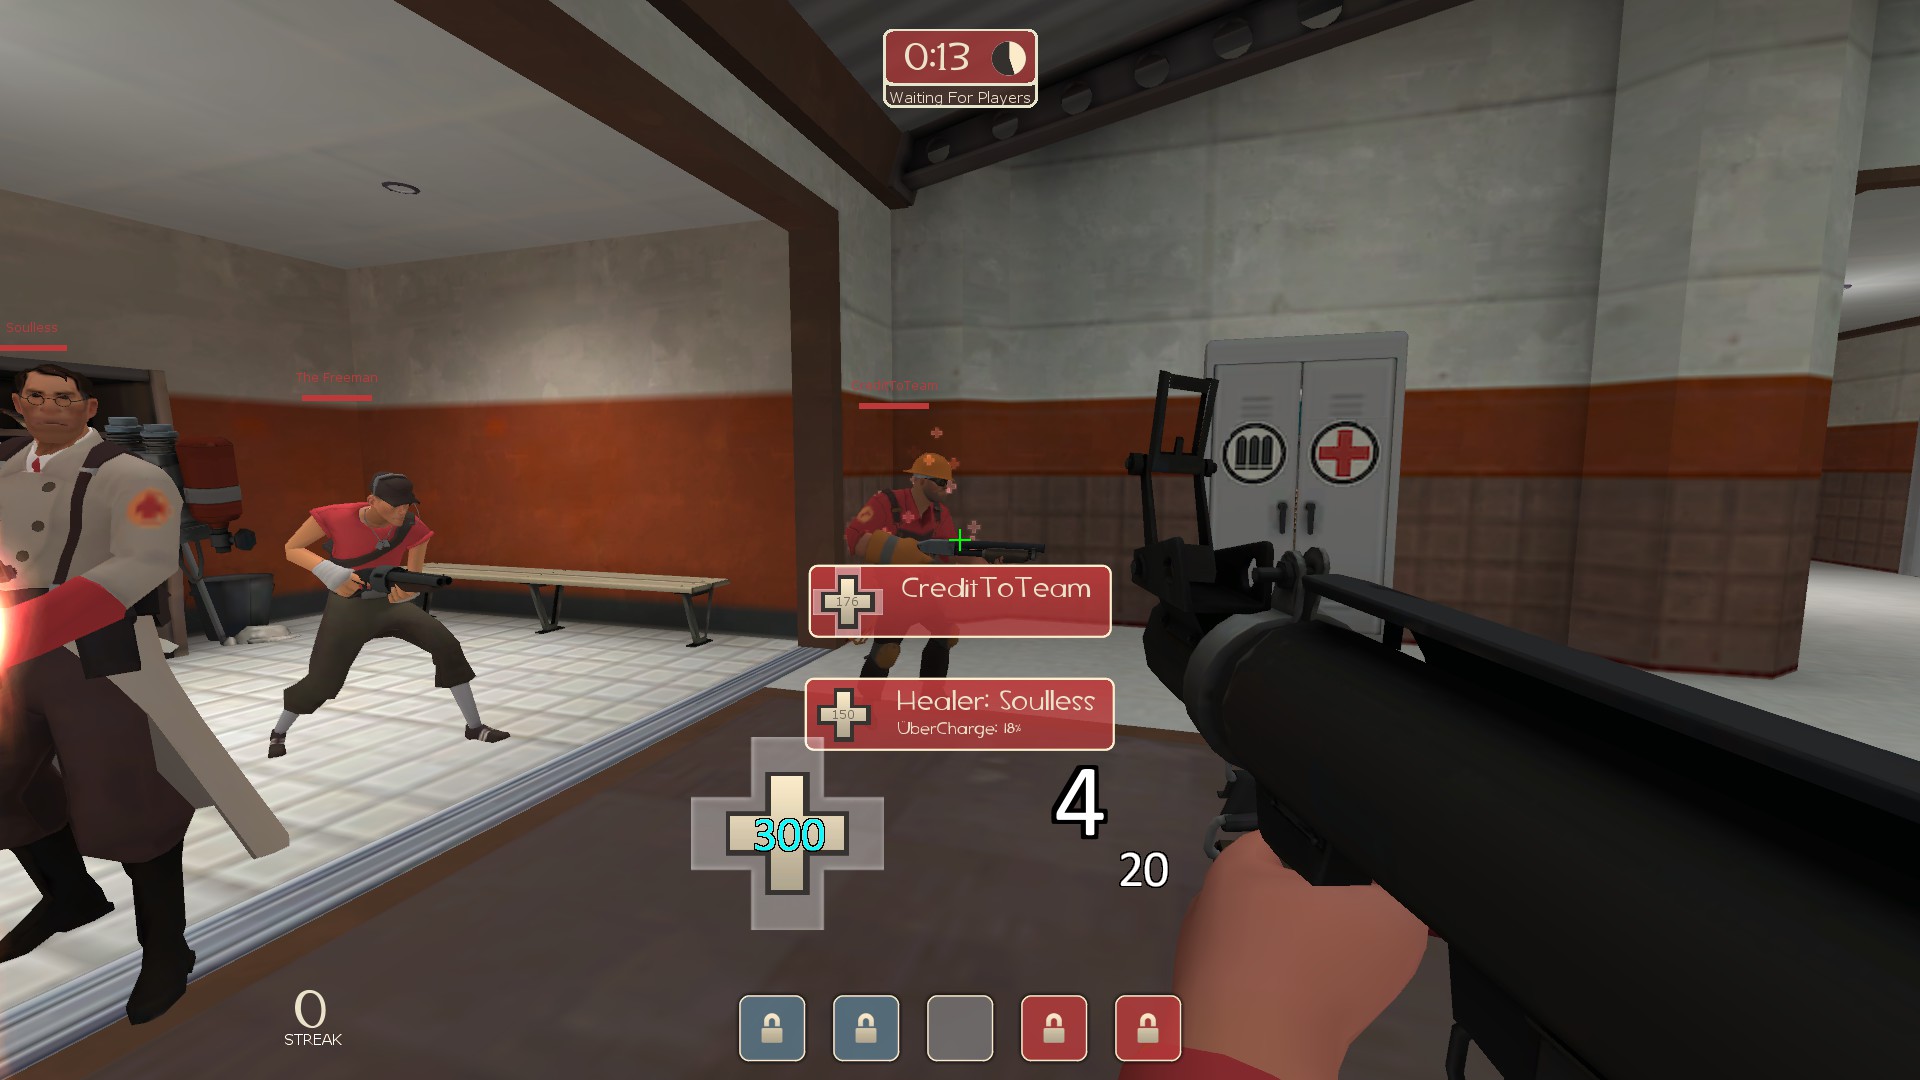 0:13
Waiting For Players
Soulless
The Freeman
CreditToTeam
176
CreditToTeam
150
Healer: Soulless
ÜberCharge: 18%
300
4
20
0
STREAK